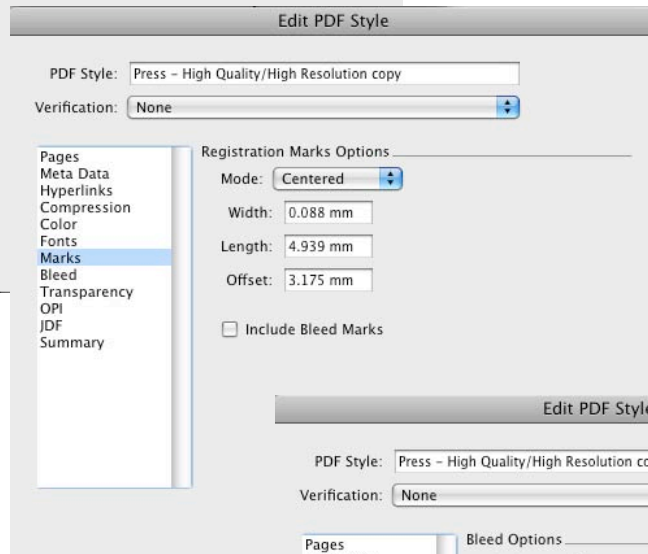 Edit PDF Style
PDF Style: Press – High Quality/High Resolution copy
Verification: None
Pages
Meta Data
Hyperlinks
Compression
Color
Fonts
Marks
Bleed
Transparency
OPI
JDF
Summary
Registration Marks Options
Mode: Centered
Width: 0.088 mm
Length: 4.939 mm
Offset: 3.175 mm
Include Bleed Marks
Edit PDF Style
PDF Style: Press – High Quality/High Resolution co
Verification: None
Pages
Bleed Options